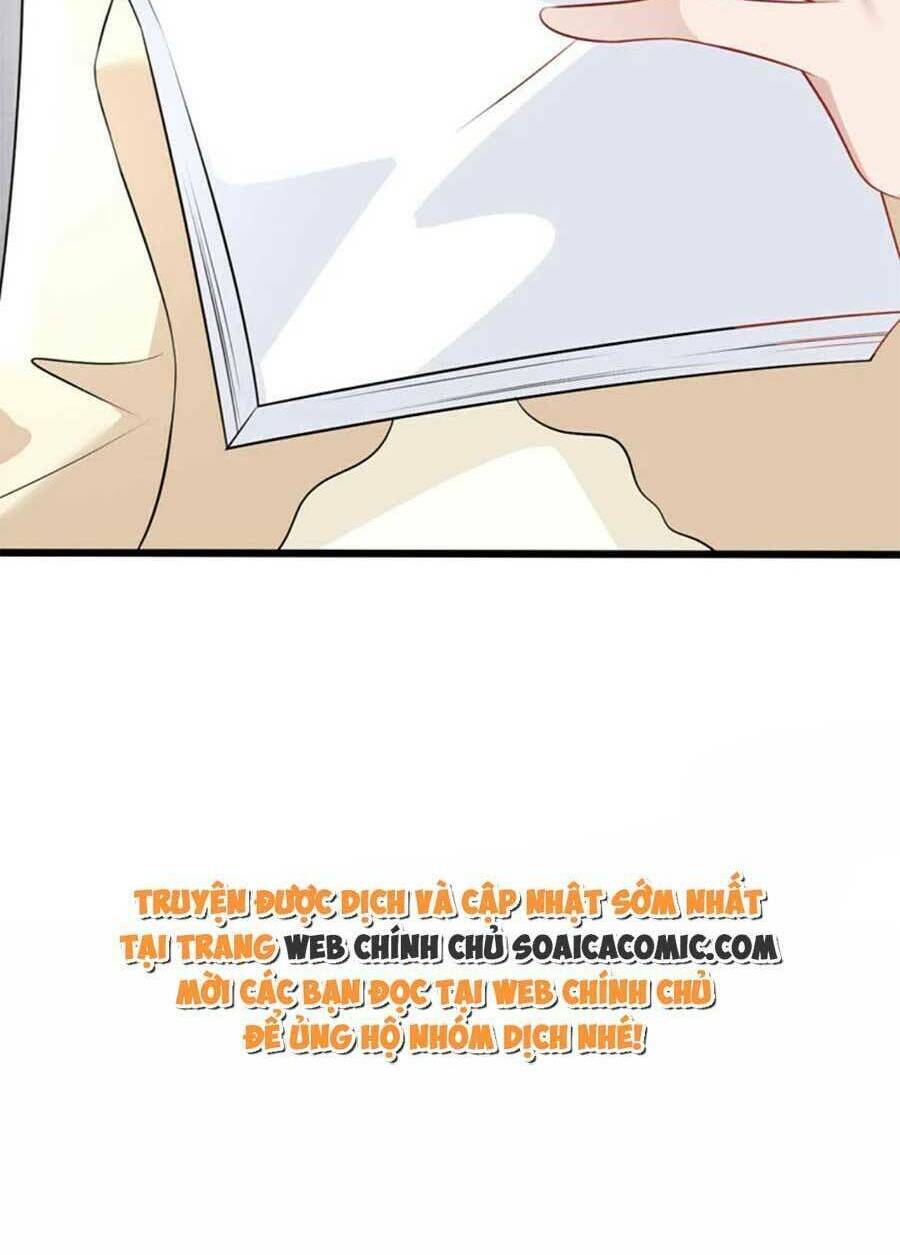 TRUYỆN ĐƯỢC DỊCH VÀ CẬP NHẬT SỚM NHẤT
TẠI TRANG WEB CHÍNH CHỦ SOAICACOMIC.COM
MỜI CÁC BẠN ĐỌC TẠI WEB CHÍNH CHỦ
ĐỂ ỦNG HỘ NHÓM DỊCH NHÉ!